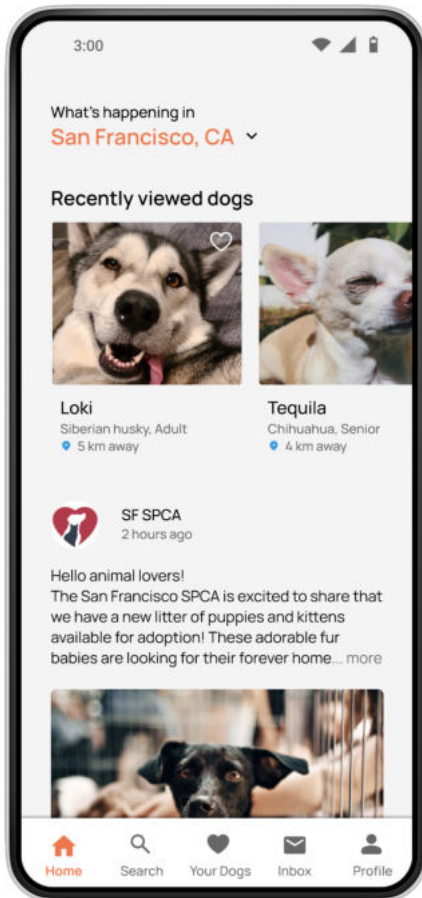 3:00
What's happening in
San Francisco, CA
Recently viewed dogs
Loki
Siberian husky, Adult
5 km away
Tequila
Chihuahua, Senior
4 km away
SF SPCA
2 hours ago
Hello animal lovers!
The San Francisco SPCA is excited to share that
we have a new litter of puppies and kittens
available for adoption! These adorable fur
babies are looking for their forever home... more
Home Search Your Dogs Inbox Profile